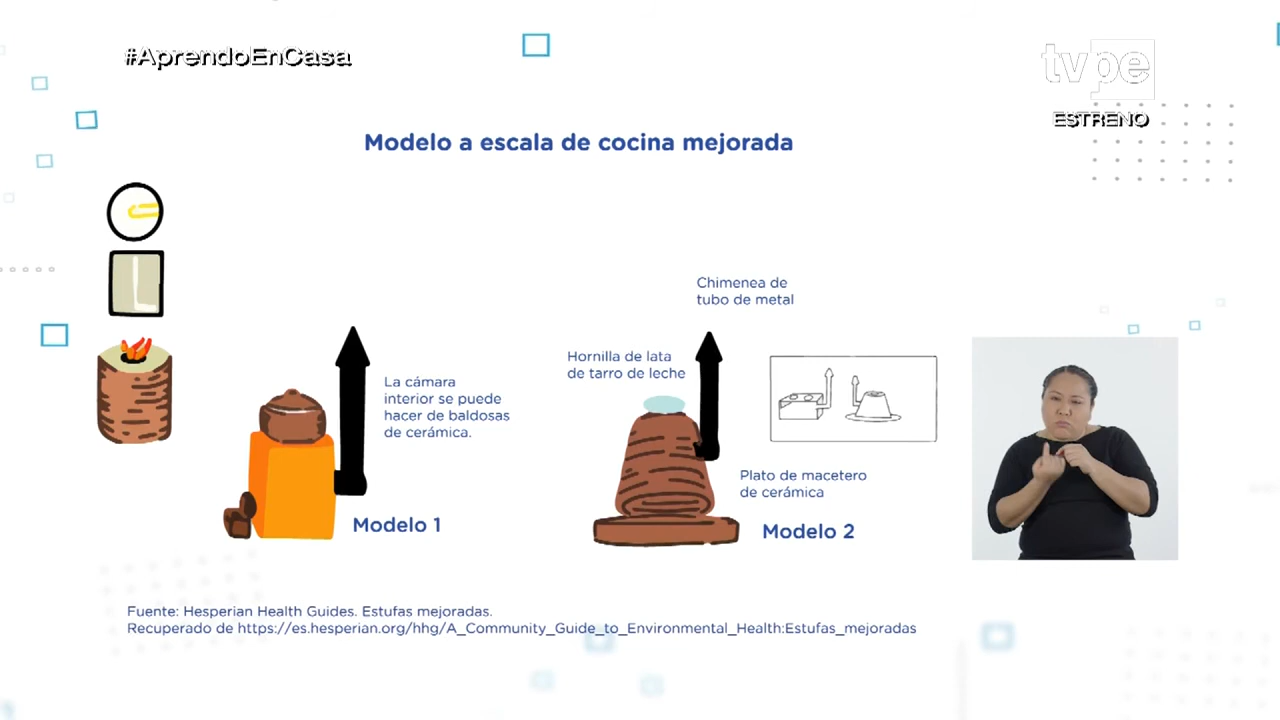 #AprendoEnCasa
tvpe
ESTRENO
Modelo a escala de cocina mejorada
Chimenea de
tubo de metal
Hornilla de lata
de tarro de leche
La cámara
interior se puede
hacer de baldosas
de cerámica.
Plato de macetero
de cerámica
Modelo 1
Modelo 2
Fuente: Hesperian Health Guides. Estufas mejoradas.
Recuperado de https://es.hesperian.org/hhg/A_Community_Guide_to_Environmental_Health:Estufas_mejoradas